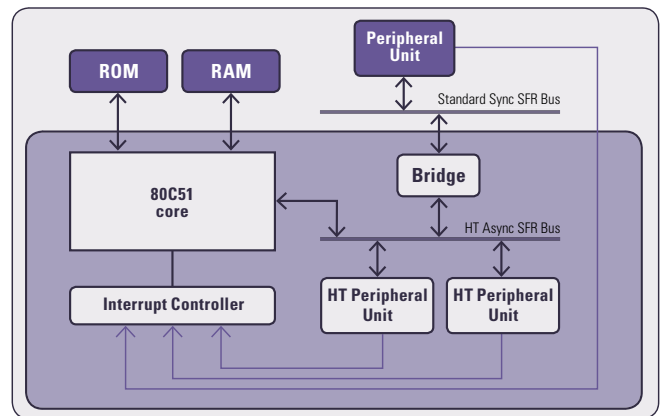 Peripheral
Unit
ROM
RAM
Standard Sync SFR Bus
80C51
core
Bridge
HT Async SFR Bus
Interrupt Controller
HT Peripheral
Unit
HT Peripheral
Unit